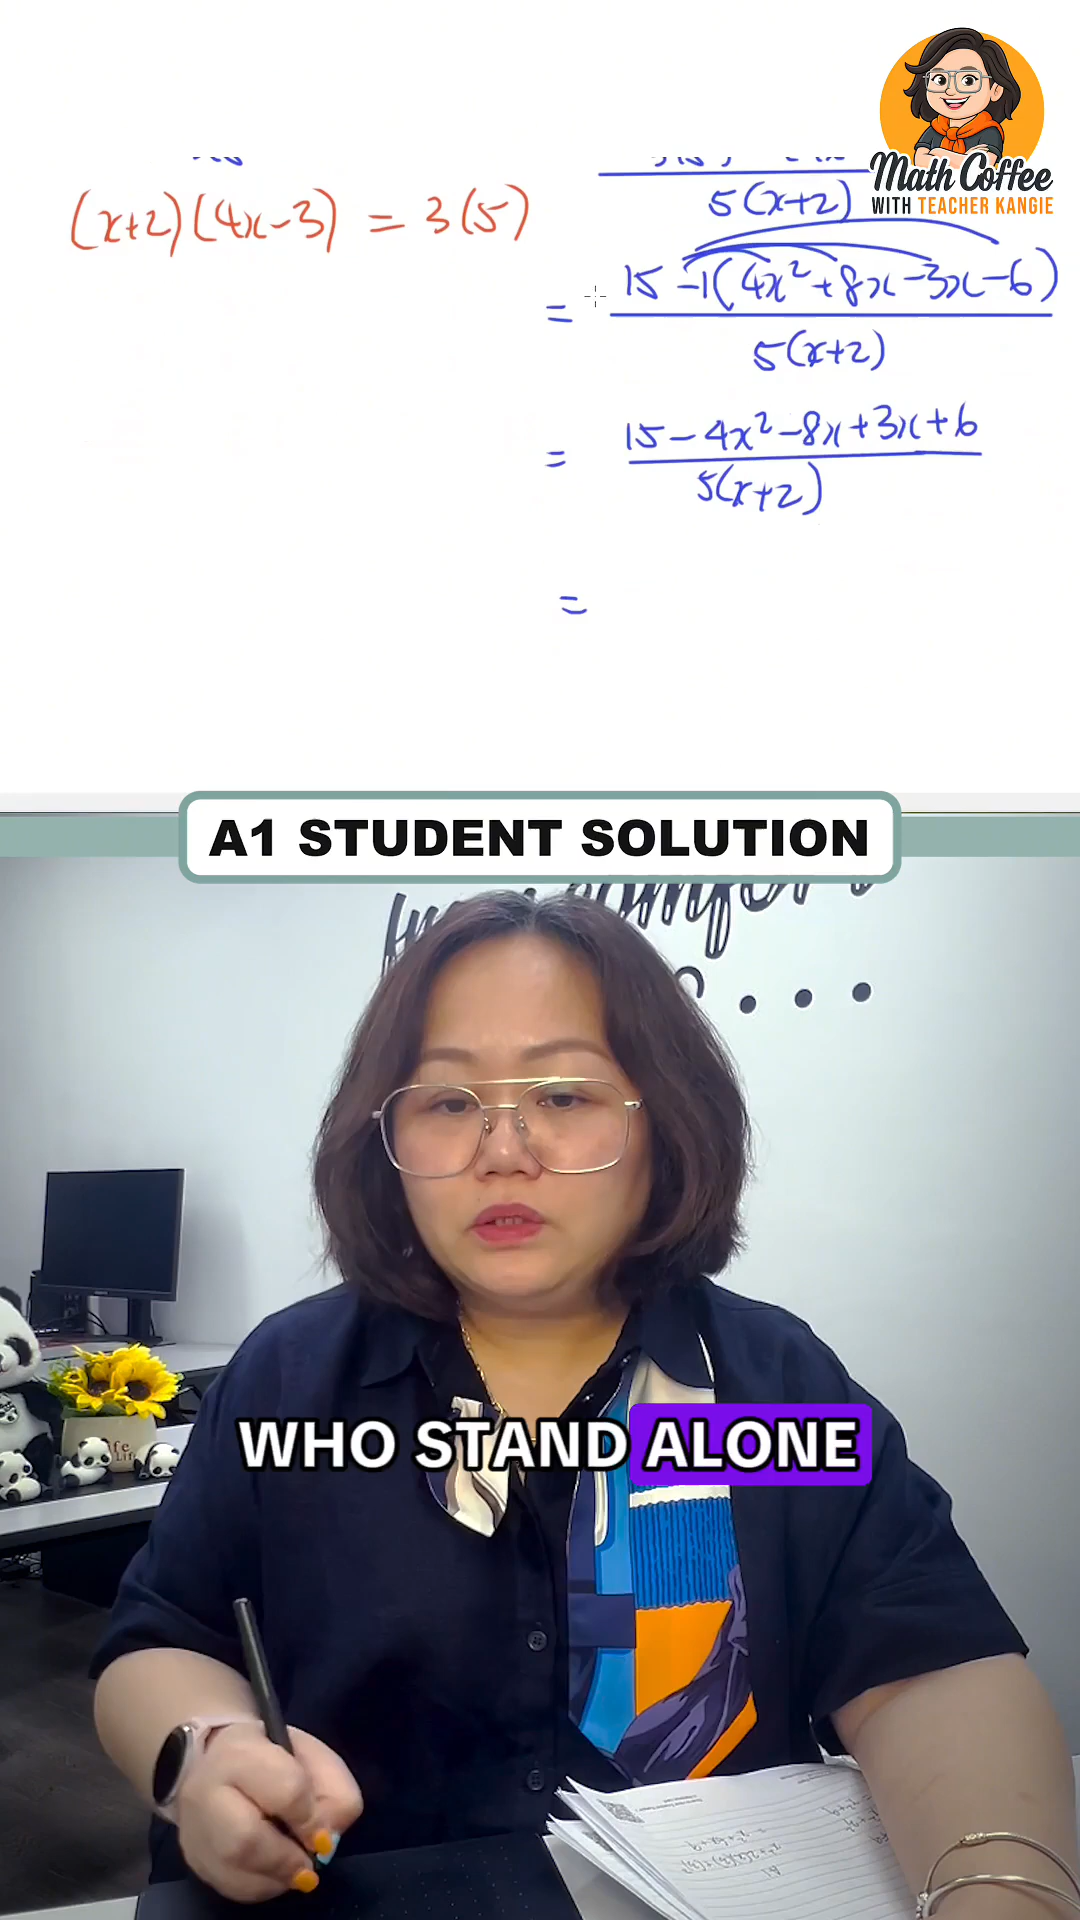 Math Coffee
WITH TEACHER KANGIE
5(x+2)
(x+2)(4x-3) = 3(5)
= 15 -1(4x²+8x-3x-6)
5(x+2)
= 15-4x²-8x+3x+6
5(x+2)
=
A1 STUDENT SOLUTION
WHO STAND ALONE